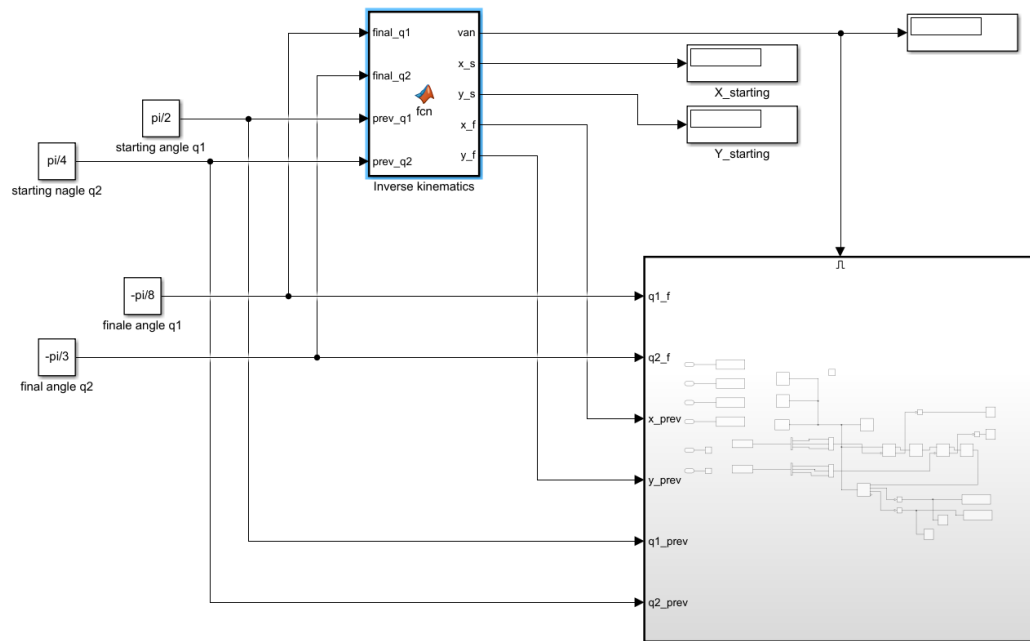 final_q1
van
final_q2
x_s
X_starting
fcn
y_s
pi/2
starting angle q1
prev_q1
x_f
Y_starting
pi/4
starting nagle q2
prev_q2
y_f
Inverse kinematics
-pi/8
finale angle q1
q1_f
-pi/3
final angle q2
q2_f
x_prev
y_prev
q1_prev
q2_prev